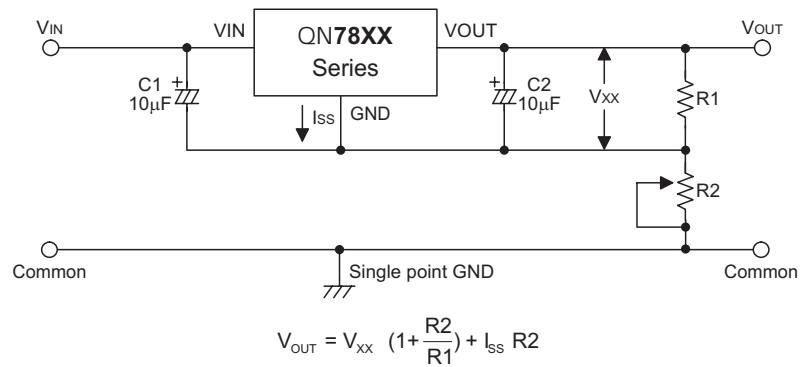 VIN
VIN
QN78XX
Series
VOUT
VOUT
C1
+
10μF
ISS
GND
+
C2
10μF
VXX
R1
R2
Common
Single point GND
Common
VOUT = VXX (1+R2/R1) + ISS R2